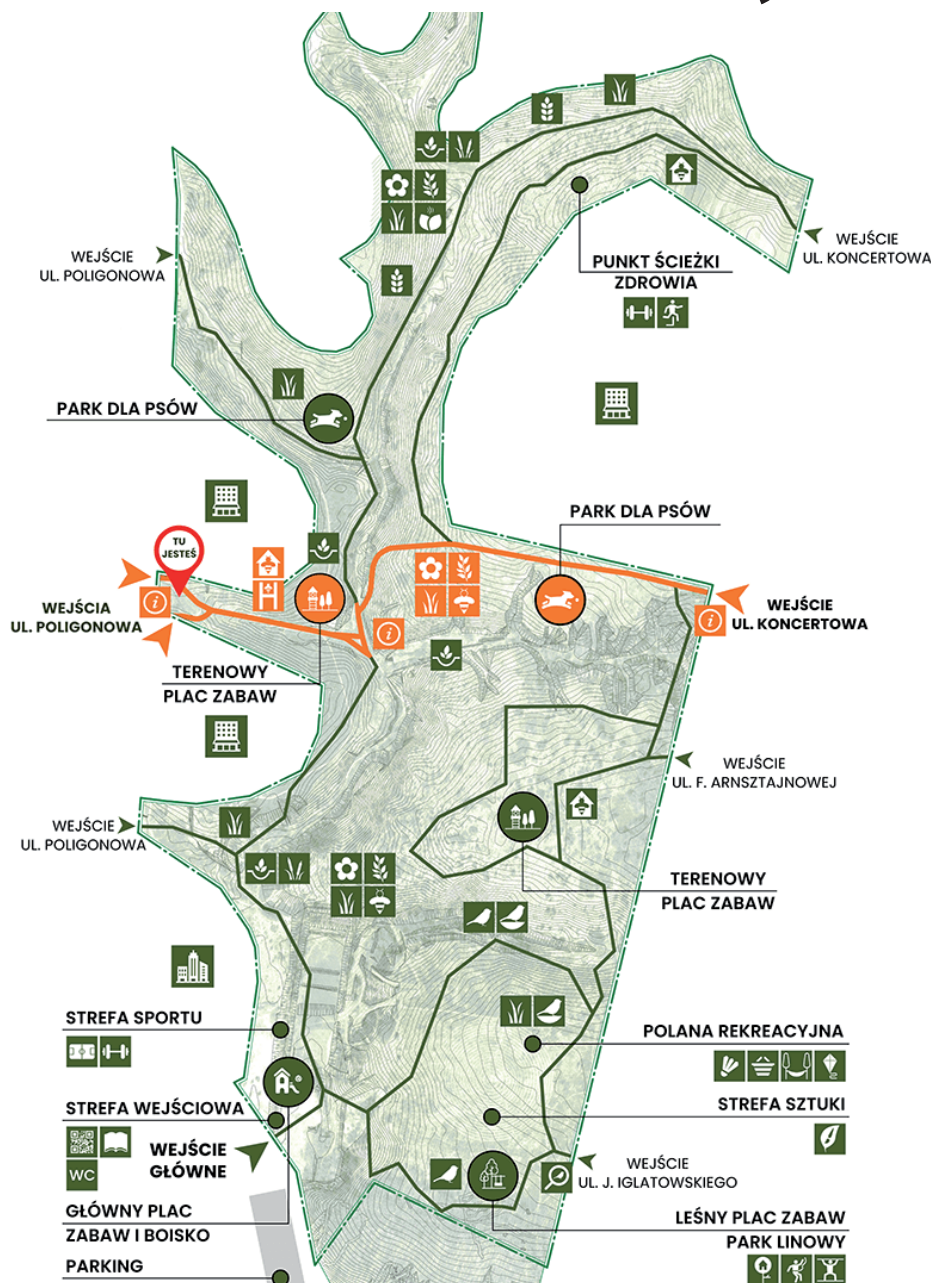 WEJŚCIE
UL. POLIGONOWA
WEJŚCIE
UL. KONCERTOWA
PUNKT ŚCIEŻKI
ZDROWIA
PARK DLA PSÓW
PARK DLA PSÓW
TU
JESTEŚ
WEJŚCIA
UL. POLIGONOWA
i
i
i
WEJŚCIE
UL. KONCERTOWA
TERENOWY
PLAC ZABAW
WEJŚCIE
UL. F. ARNSZTAJNOWEJ
WEJŚCIE
UL. POLIGONOWA
TERENOWY
PLAC ZABAW
STREFA SPORTU
POLANA REKREACYJNA
STREFA WEJŚCIOWA
STREFA SZTUKI
WEJŚCIE
GŁÓWNE
WC
WEJŚCIE
UL. J. IGLATOWSKIEGO
GŁÓWNY PLAC
ZABAW I BOISKO
LEŚNY PLAC ZABAW
PARK LINOWY
PARKING